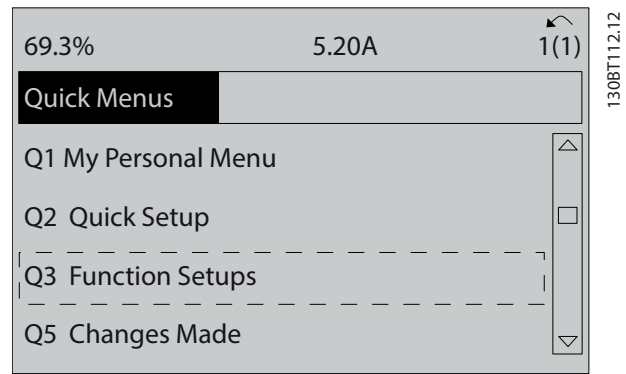 69.3% 5.20A 1(1)
Quick Menus
Q1 My Personal Menu
Q2 Quick Setup
Q3 Function Setups
Q5 Changes Made
130BT112.12